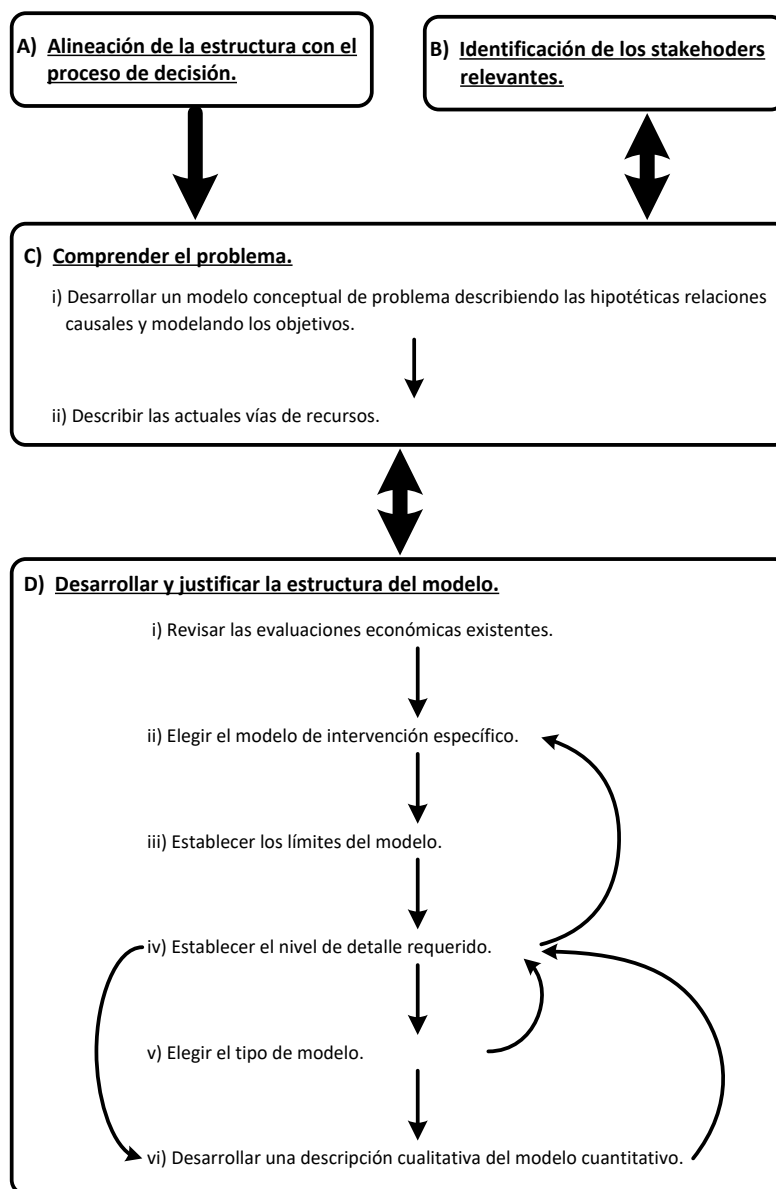 A) Alineación de la estructura con el
proceso de decisión.
B) Identificación de los stakehoders
relevantes.
C) Comprender el problema.
i) Desarrollar un modelo conceptual de problema describiendo las hipotéticas relaciones
causales y modelando los objetivos.
ii) Describir las actuales vías de recursos.
D) Desarrollar y justificar la estructura del modelo.
i) Revisar las evaluaciones económicas existentes.
ii) Elegir el modelo de intervención específico.
iii) Establecer los límites del modelo.
iv) Establecer el nivel de detalle requerido.
v) Elegir el tipo de modelo.
vi) Desarrollar una descripción cualitativa del modelo cuantitativo.